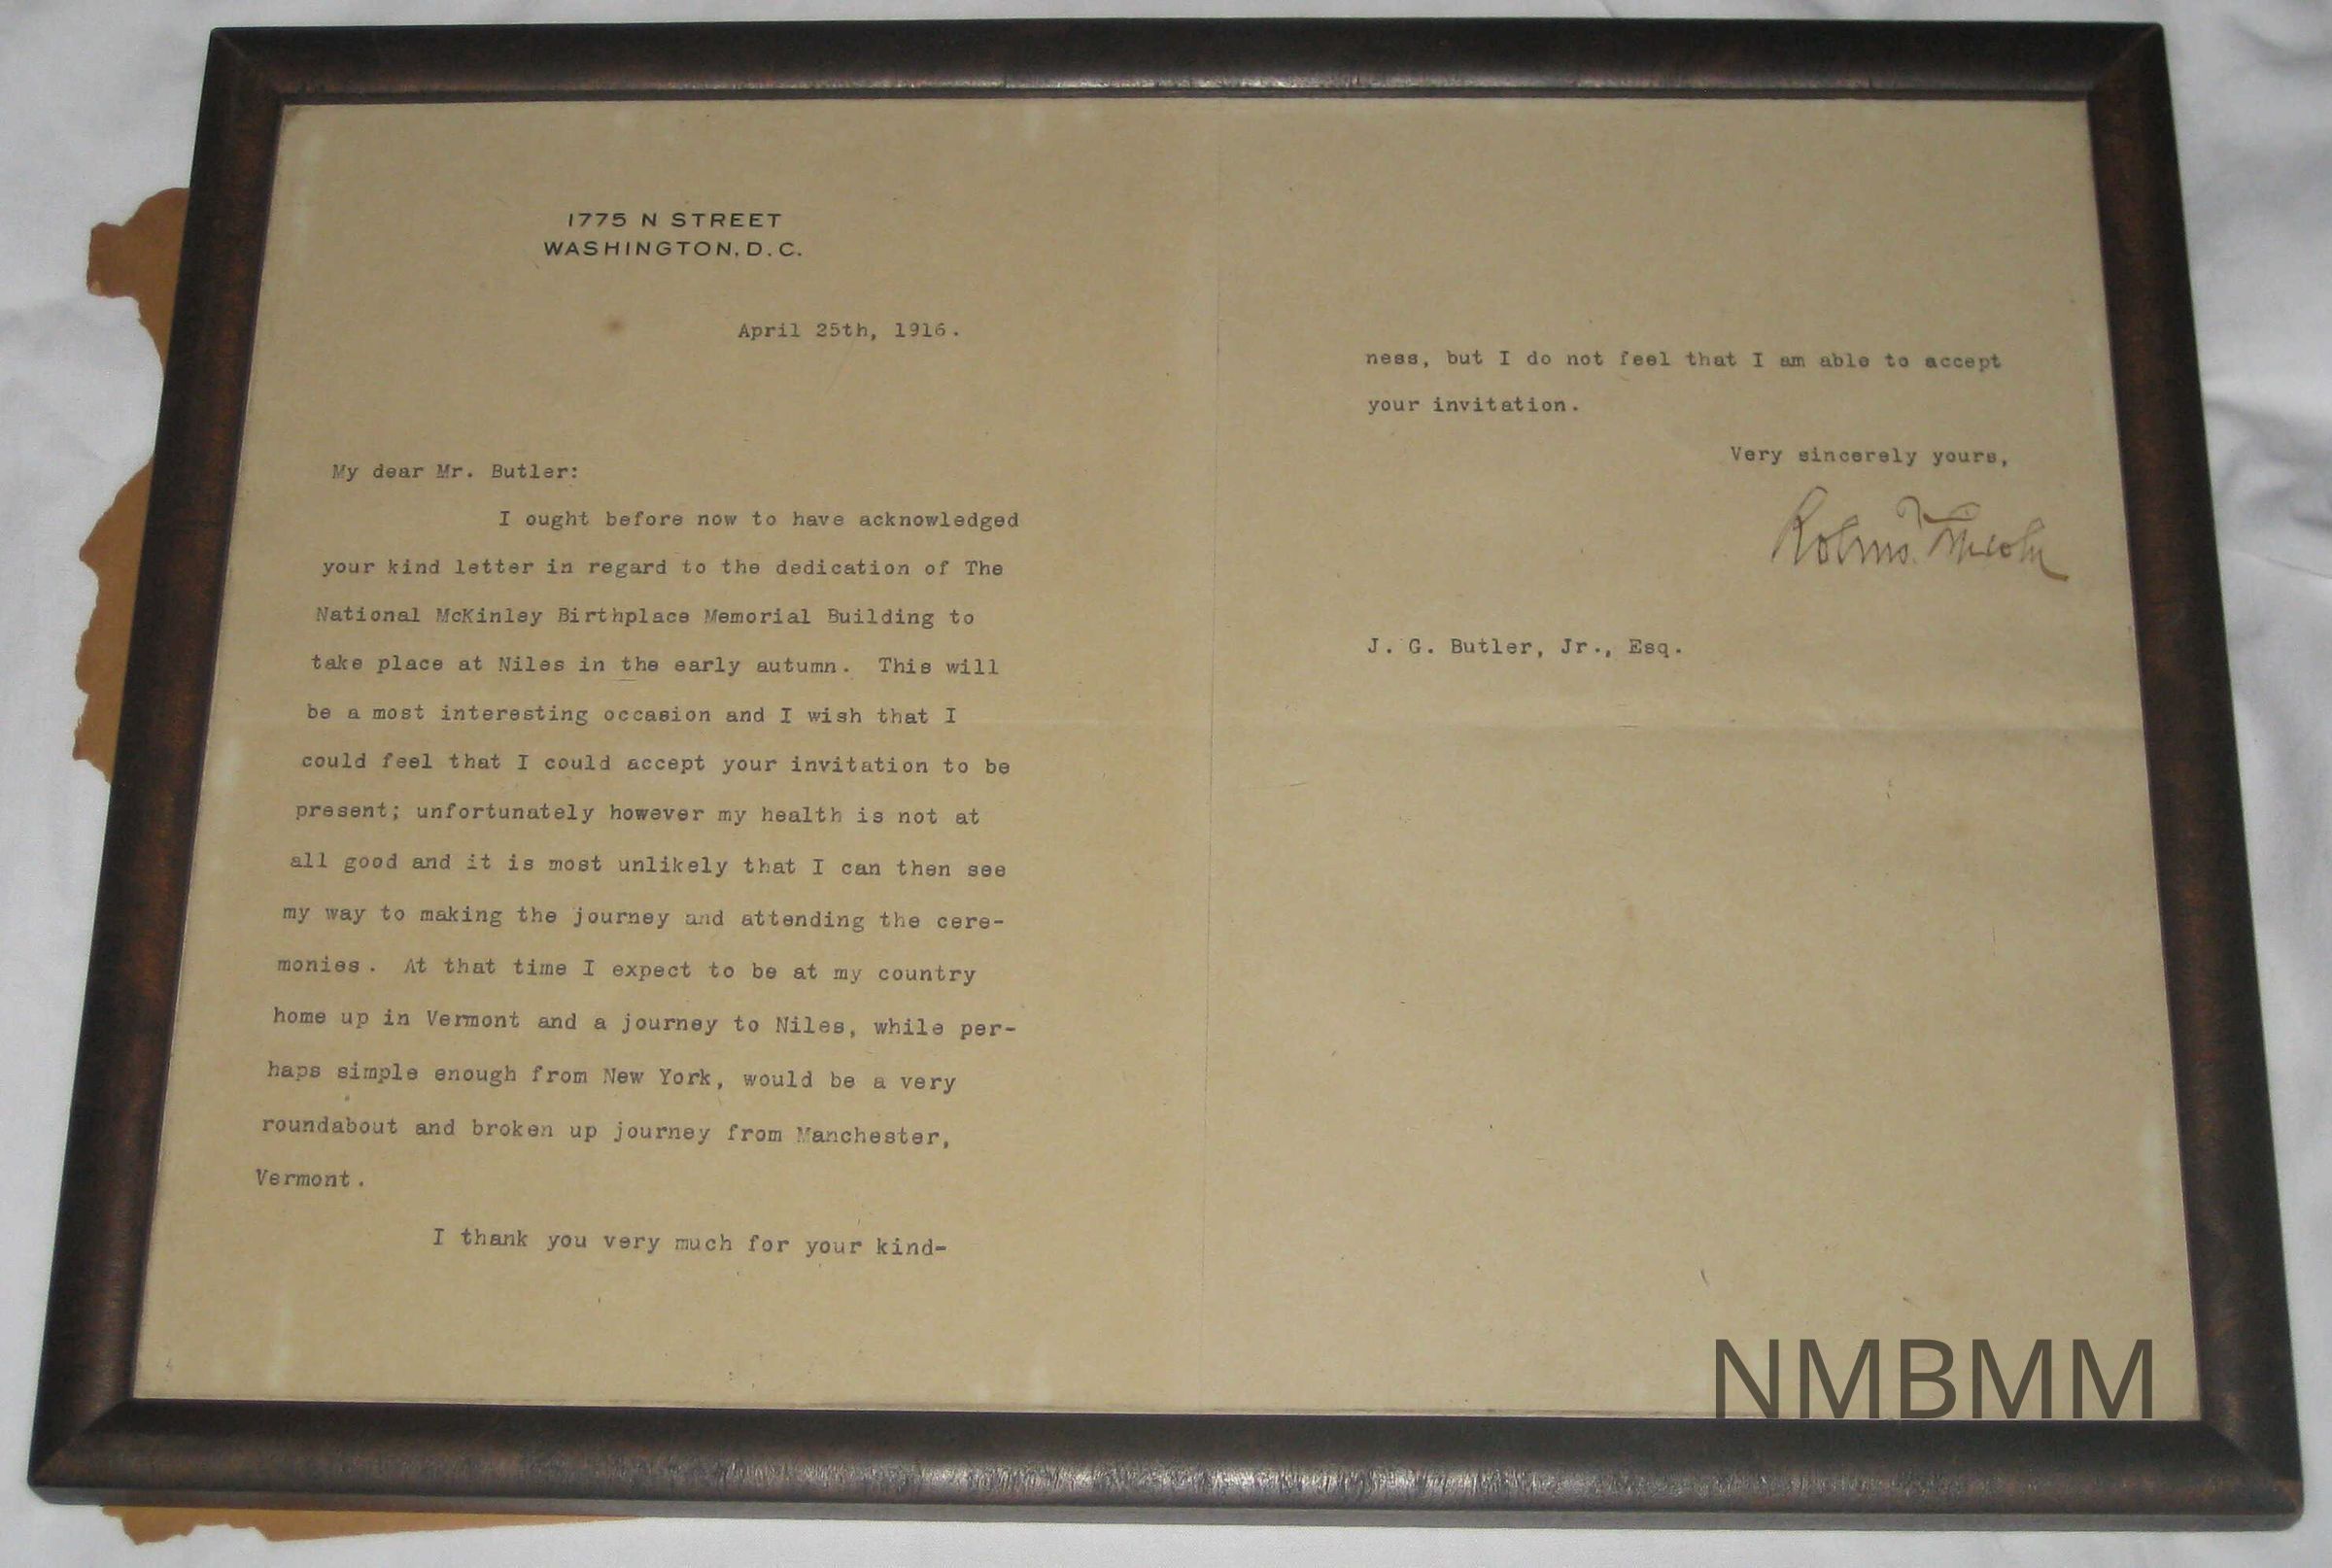 1775 N STREET
WASHINGTON, D. C.
April 25th, 1916.
My dear Mr. Butler:
I ought before now to have acknowledged
your kind letter in regard to the dedication of The
National McKinley Birthplace Memorial Building to
take place at Niles in the early autumn. This will
be a most interesting occasion and I wish that I
could feel that I could accept your invitation to be
present; unfortunately however my health is not at
all good and it is most unlikely that I can then see
my way to making the journey and attending the cere-
monies. At that time I expect to be at my country
home up in Vermont and a journey to Niles, while per-
haps simple enough from New York, would be a very
roundabout and broken up journey from Manchester,
Vermont.
I thank you very much for your kind-
ness, but I do not feel that I am able to accept
your invitation.
Very sincerely yours,
J. G. Butler, Jr., Esq.
NMBMM